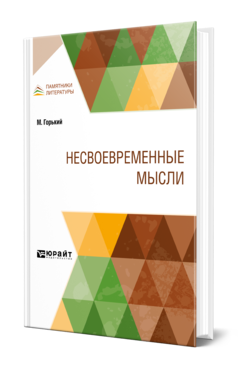 ПАМЯТНИКИ
ЛИТЕРАТУРЫ
М. Горький
НЕСВОЕВРЕМЕННЫЕ
МЫСЛИ
юрайт